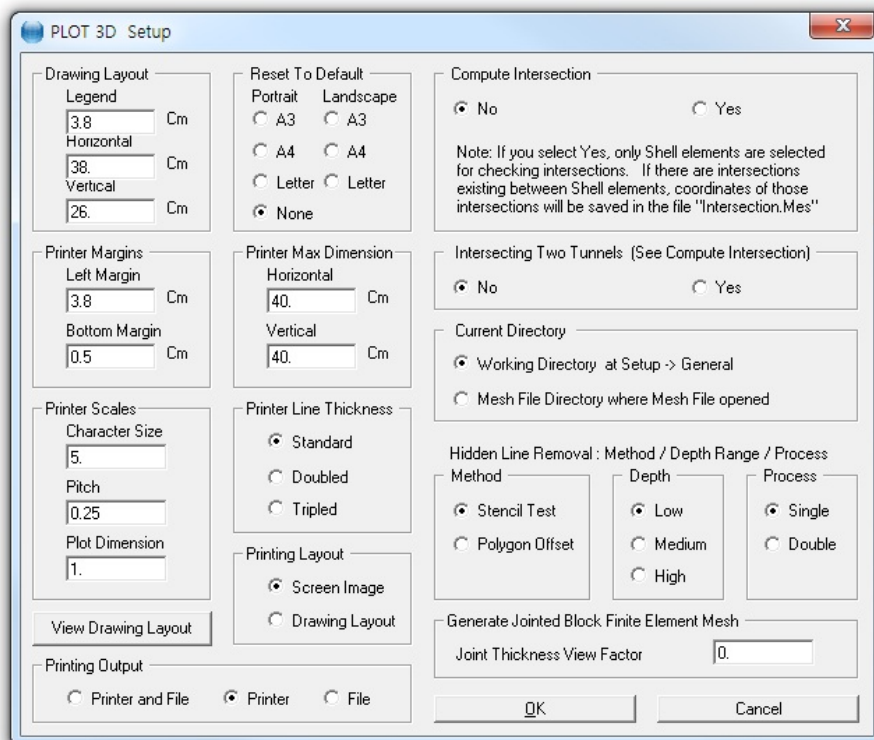 PLOT 3D Setup
Drawing Layout
Legend
3.8 Cm
Horizontal
38. Cm
Vertical
26. Cm
Reset To Default
Portrait Landscape
A3 A3
A4 A4
Letter Letter
None
Compute Intersection
No Yes
Note: If you select Yes, only Shell elements are selected
for checking intersections. If there are intersections
existing between Shell elements, coordinates of those
intersections will be saved in the file "Intersection.Mes"
Printer Margins
Left Margin
3.8 Cm
Bottom Margin
0.5 Cm
Printer Max Dimension
Horizontal
40. Cm
Vertical
40. Cm
Intersecting Two Tunnels (See Compute Intersection)
No Yes
Current Directory
Working Directory at Setup -> General
Mesh File Directory where Mesh File opened
Printer Scales
Character Size
5.
Pitch
0.25
Plot Dimension
1.
Printer Line Thickness
Standard
Doubled
Tripled
Hidden Line Removal : Method / Depth Range / Process
Method
Stencil Test
Polygon Offset
Depth
Low
Medium
High
Process
Single
Double
Printing Layout
Screen Image
Drawing Layout
View Drawing Layout
Generate Jointed Block Finite Element Mesh
Joint Thickness View Factor 0.
Printing Output
Printer and File Printer File
OK Cancel